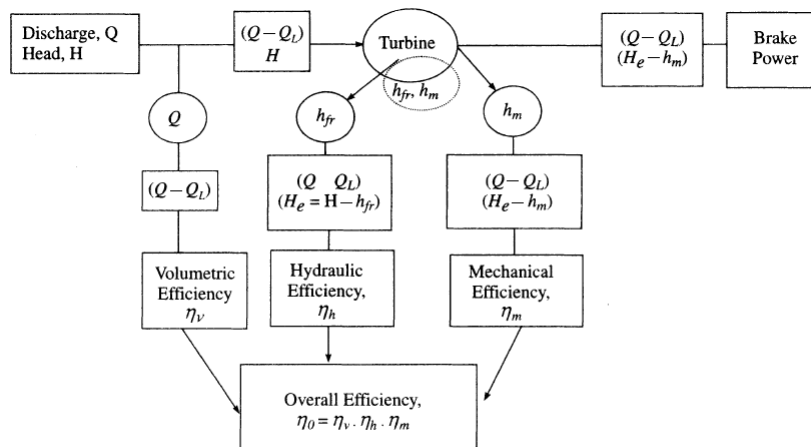 Discharge, Q
Head, H
(Q−Q_L)
H
Turbine
h_fr, h_m
(Q−Q_L)
(H_e−h_m)
Brake
Power
Q
h_fr
h_m
(Q−Q_L)
(Q Q_L)
(H_e = H−h_fr)
(Q−Q_L)
(H_e−h_m)
Volumetric
Efficiency
η_v
Hydraulic
Efficiency,
η_h
Mechanical
Efficiency,
η_m
Overall Efficiency,
η_0 = η_v . η_h . η_m